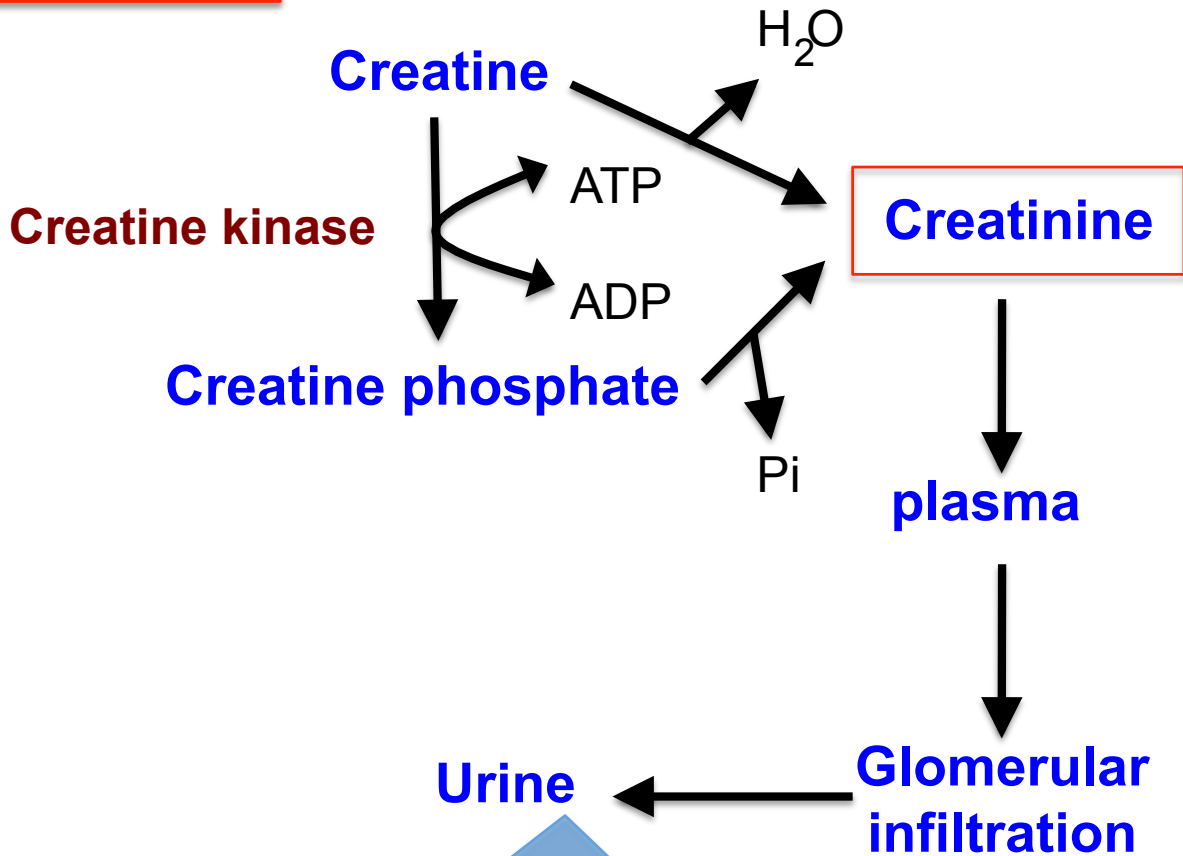 H₂O
Creatine
ATP
Creatine kinase
Creatinine
ADP
Creatine phosphate
Pi
plasma
Glomerular
infiltration
Urine